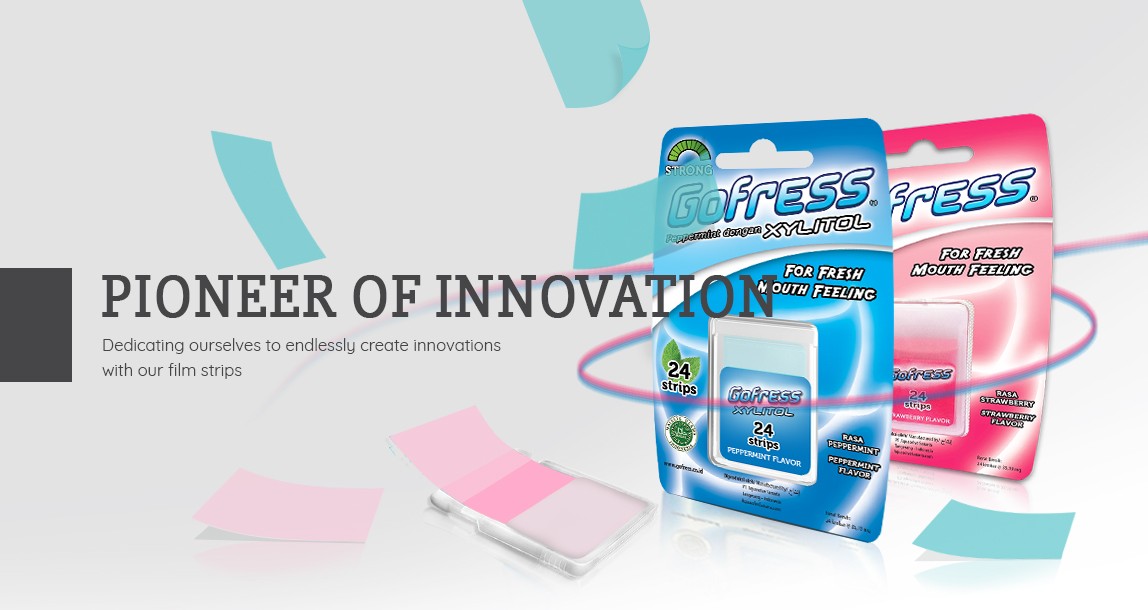 PIONEER OF INNOVATION
Dedicating ourselves to endlessly create innovations
with our film strips
STRONG
Gofress
Peppermint dengan XYLITOL
FOR FRESH
MOUTH FEELING
24
strips
Gofress
XYLITOL
24
strips
PEPPERMINT FLAVOR
RASA
PEPPERMINT
PEPPERMINT
FLAVOR
www.gofress.co.id
fress
FOR FRESH
MOUTH FEELING
Gofress
24
strips
RAWBERRY FLAVOR
RASA
STRAWBERRY
STRAWBERRY
FLAVOR